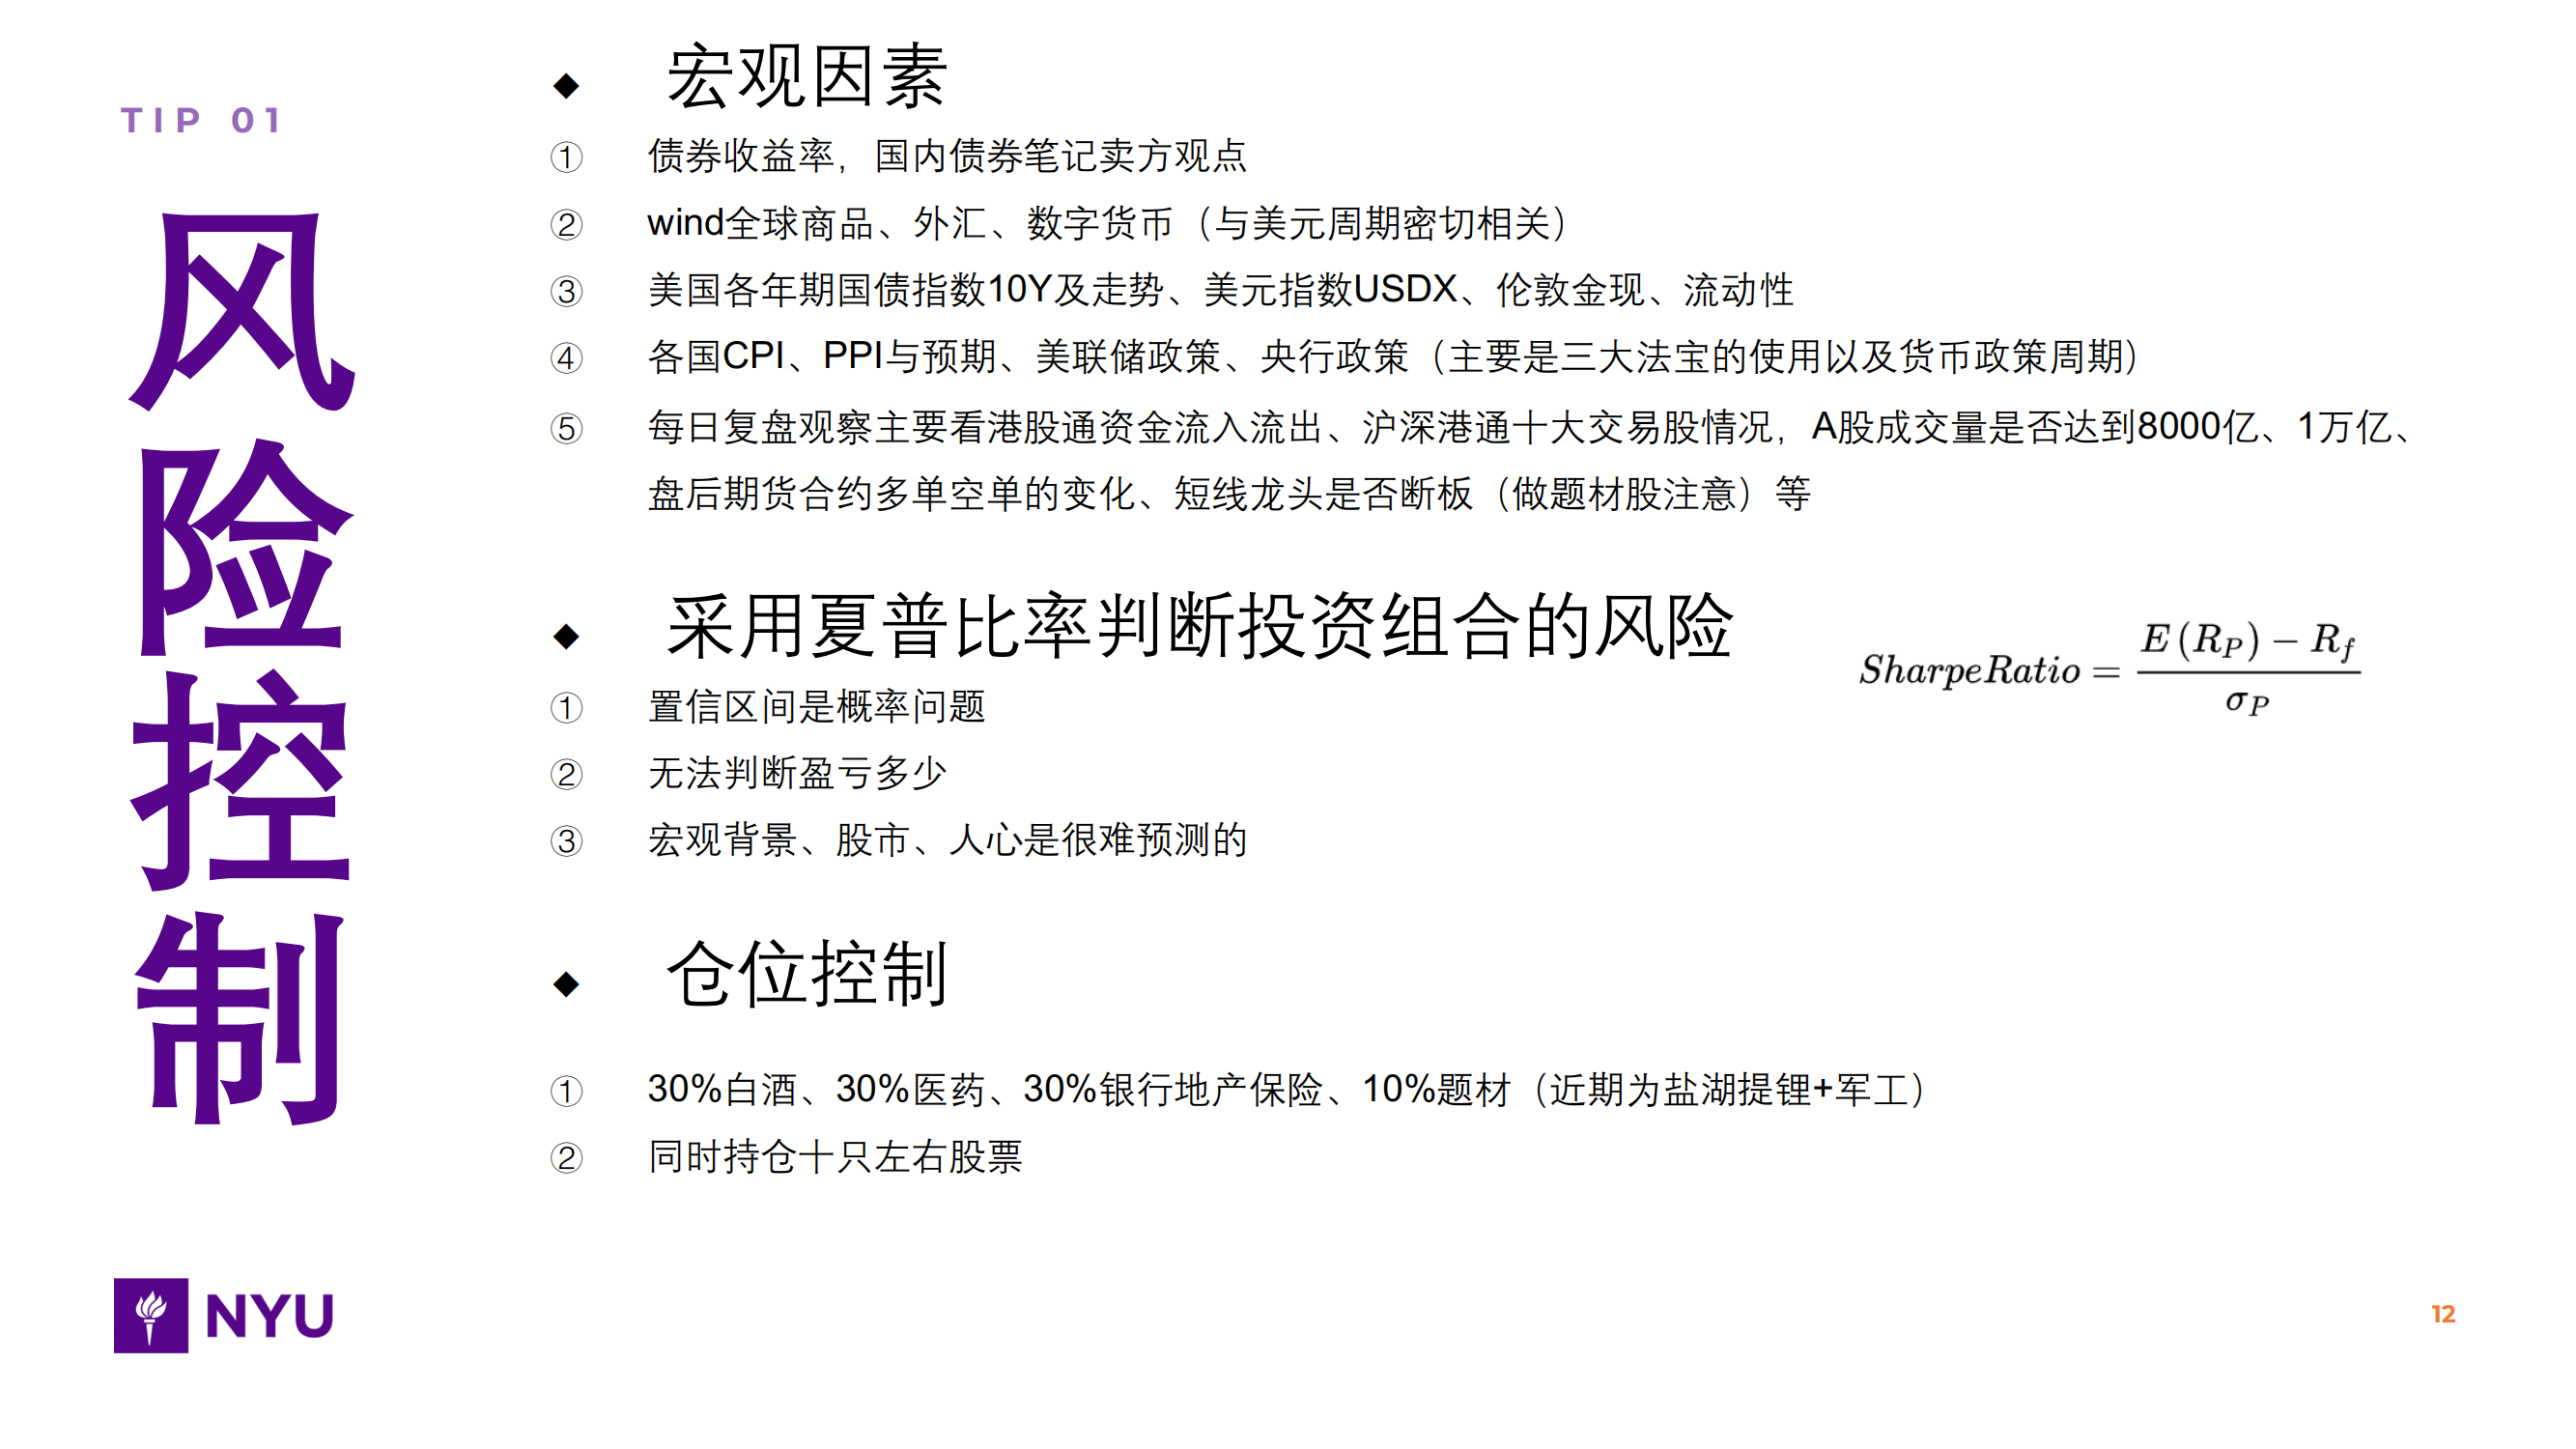 TIP 01
风险控制
◆ 宏观因素
① 债券收益率，国内债券笔记卖方观点
② wind全球商品、外汇、数字货币（与美元周期密切相关）
③ 美国各年期国债指数10Y及走势、美元指数USDX、伦敦金现、流动性
④ 各国CPI、PPI与预期、美联储政策、央行政策（主要是三大法宝的使用以及货币政策周期）
⑤ 每日复盘观察主要看港股通资金流入流出、沪深港通十大交易股情况，A股成交量是否达到8000亿、1万亿、
盘后期货合约多单空单的变化、短线龙头是否断板（做题材股注意）等
◆ 采用夏普比率判断投资组合的风险
SharpeRatio = \frac{E(R_P) - R_f}{σ_P}
① 置信区间是概率问题
② 无法判断盈亏多少
③ 宏观背景、股市、人心是很难预测的
◆ 仓位控制
① 30%白酒、30%医药、30%银行地产保险、10%题材（近期为盐湖提锂+军工）
② 同时持仓十只左右股票
NYU
12